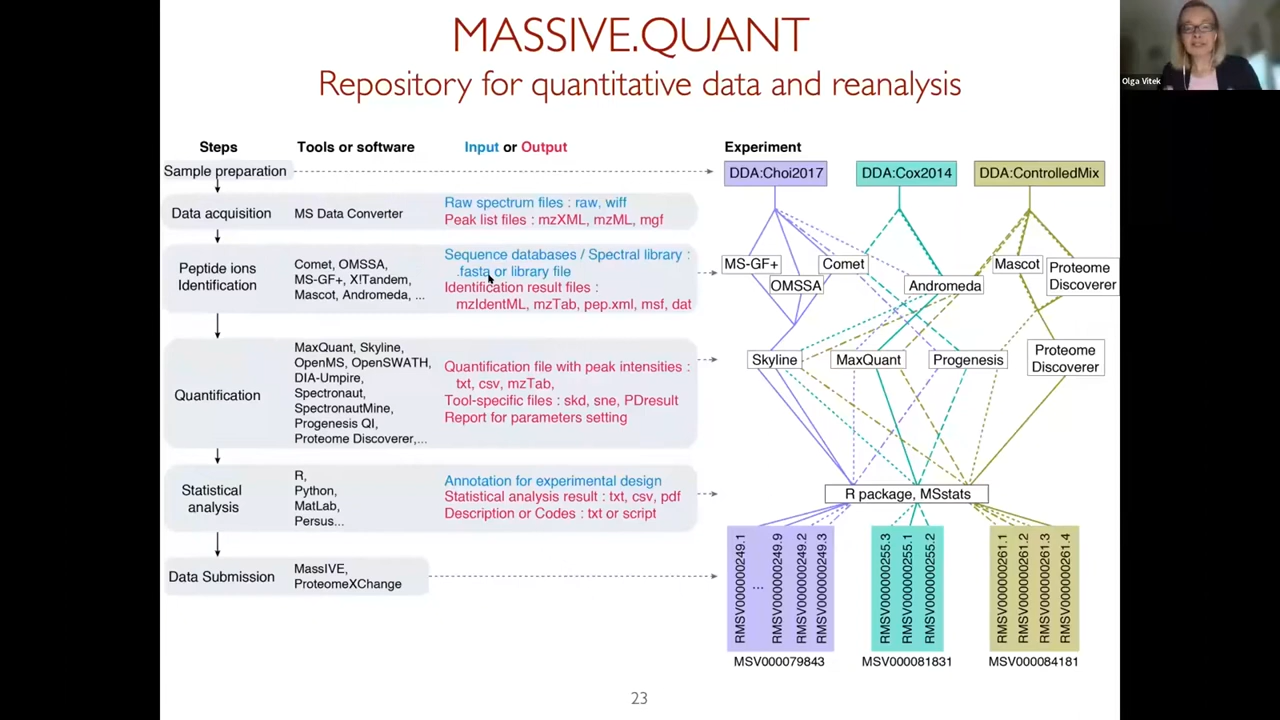 MASSIVE.QUANT
Repository for quantitative data and reanalysis
Olga Vitek
Steps
Tools or software
Input or Output
Experiment
Sample preparation
DDA:Choi2017
DDA:Cox2014
DDA:ControlledMix
Data acquisition
MS Data Converter
Raw spectrum files : raw, wiff
Peak list files : mzXML, mzML, mgf
Peptide ions
Identification
Comet, OMSSA,
MS-GF+, X!Tandem,
Mascot, Andromeda, ...
Sequence databases / Spectral library :
.fasta or library file
Identification result files :
mzIdentML, mzTab, pep.xml, msf, dat
MS-GF+
OMSSA
Comet
Andromeda
Mascot
Proteome
Discoverer
Quantification
MaxQuant, Skyline,
OpenMS, OpenSWATH,
DIA-Umpire,
Spectronaut,
SpectronautMine,
Progenesis QI,
Proteome Discoverer,...
Quantification file with peak intensities :
txt, csv, mzTab,
Tool-specific files : skd, sne, PDresult
Report for parameters setting
Skyline
MaxQuant
Progenesis
Proteome
Discoverer
Statistical
analysis
R,
Python,
MatLab,
Persus...
Annotation for experimental design
Statistical analysis result : txt, csv, pdf
Description or Codes : txt or script
R package, MSstats
Data Submission
MassIVE,
ProteomeXChange
RMSV000000249.1
...
RMSV000000249.9
RMSV000000249.2
RMSV000000249.3
RMSV000000255.3
RMSV000000255.1
RMSV000000255.2
RMSV000000261.1
RMSV000000261.2
RMSV000000261.3
RMSV000000261.4
MSV000079843
MSV000081831
MSV000084181
23